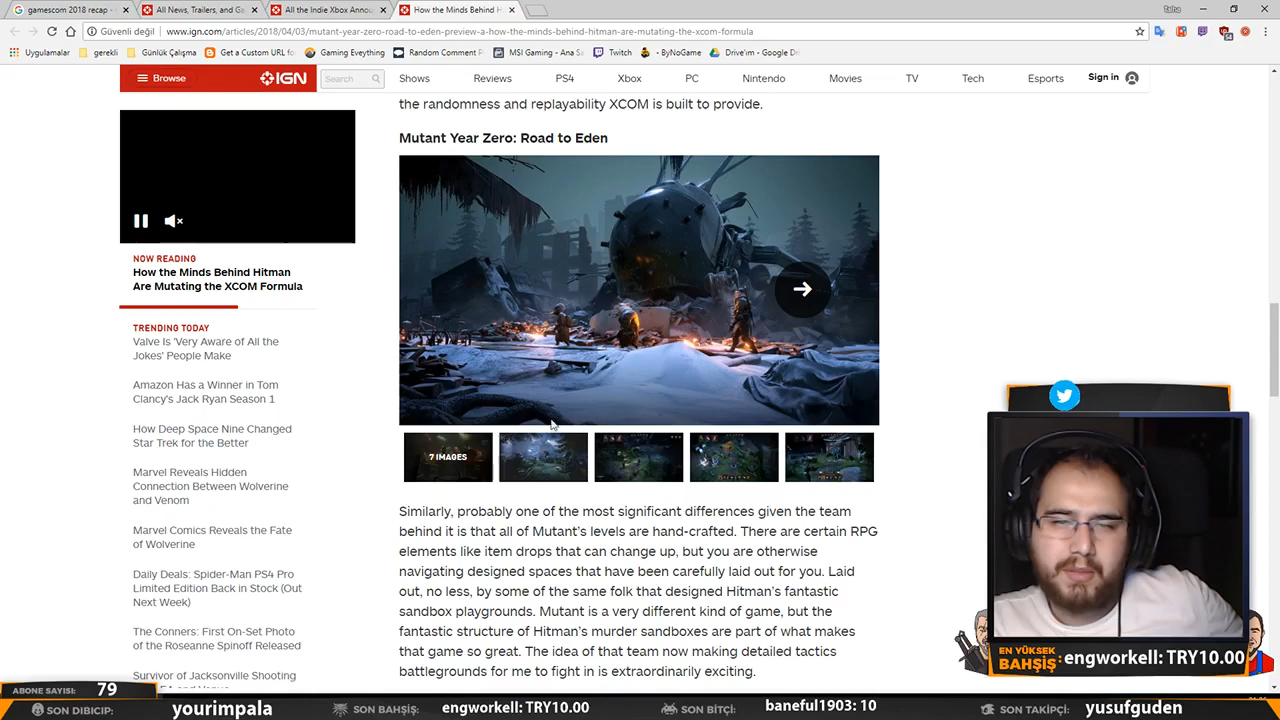 gamescom 2018 recap -
All News, Trailers, and Ga
All the Indie Xbox Annou
How the Minds Behind H
Güvenli değil
www.ign.com/articles/2018/04/03/mutant-year-zero-road-to-eden-preview-a-how-the-minds-behind-hitman-are-mutating-the-xcom-formula
Uygulamalar
gerekli
Günlük Çalışma
Get a Custom URL for
Gaming Eveything
Random Comment P
MSI Gaming - Ana Sa
Twitch
- ByNoGame
Drive'ım - Google Dr
Browse
IGN
Search
Shows
Reviews
PS4
Xbox
PC
Nintendo
Movies
TV
Tech
Esports
Sign in
the randomness and replayability XCOM is built to provide.
Mutant Year Zero: Road to Eden
NOW READING
How the Minds Behind Hitman
Are Mutating the XCOM Formula
TRENDING TODAY
Valve Is 'Very Aware of All the
Jokes' People Make
Amazon Has a Winner in Tom
Clancy's Jack Ryan Season 1
How Deep Space Nine Changed
Star Trek for the Better
Marvel Reveals Hidden
Connection Between Wolverine
and Venom
Marvel Comics Reveals the Fate
of Wolverine
Daily Deals: Spider-Man PS4 Pro
Limited Edition Back in Stock (Out
Next Week)
The Conners: First On-Set Photo
of the Roseanne Spinoff Released
Survivor of Jacksonville Shooting
7 IMAGES
Similarly, probably one of the most significant differences given the team
behind it is that all of Mutant's levels are hand-crafted. There are certain RPG
elements like item drops that can change up, but you are otherwise
navigating designed spaces that have been carefully laid out for you. Laid
out, no less, by some of the same folk that designed Hitman's fantastic
sandbox playgrounds. Mutant is a very different kind of game, but the
fantastic structure of Hitman's murder sandboxes are part of what makes
that game so great. The idea of that team now making detailed tactics
battlegrounds for me to fight in is extraordinarily exciting.
EN YÜKSEK
BAHŞİŞ: engworkell: TRY10.00
ABONE SAYISI: 79
SON DIBICIP: yourimpala
SON BAHŞİŞ: engworkell: TRY10.00
SON BİTÇİ: baneful1903: 10
SON TAKİPÇİ: yusufguden